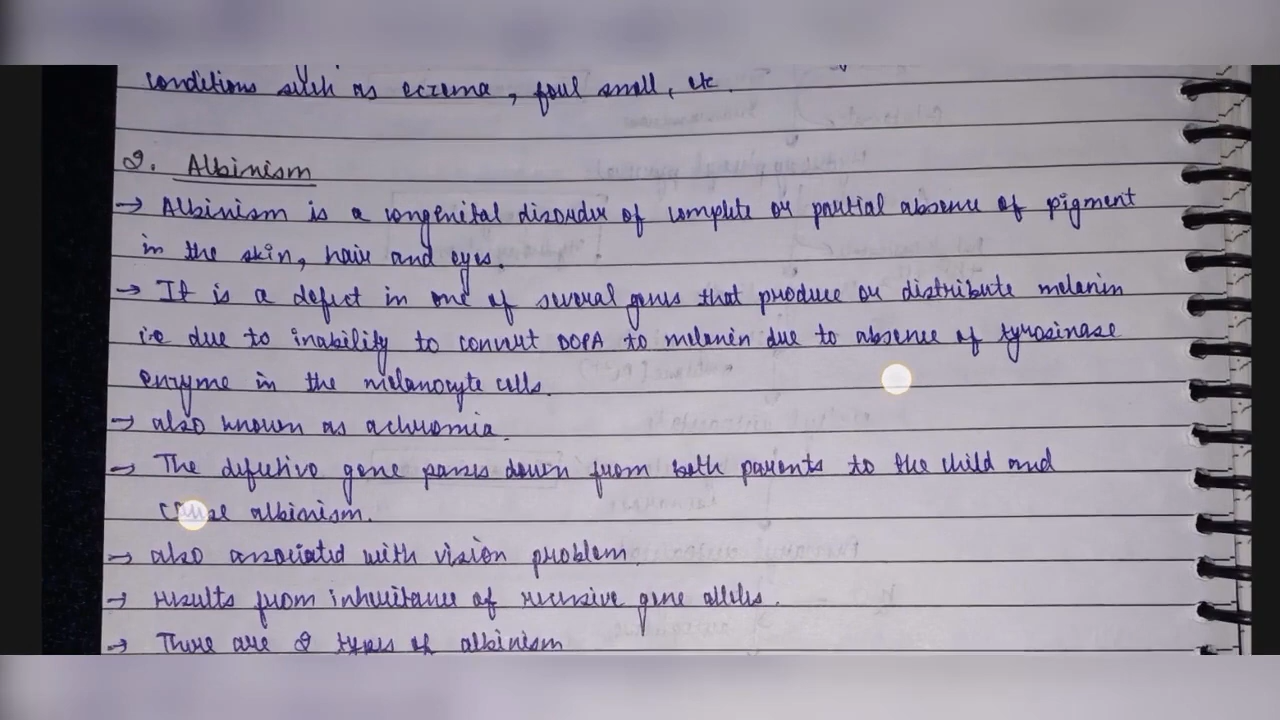 conditions such as eczema, foul smell, etc.
2. Albinism
→ Albinism is a congenital disorder of complete or partial absence of pigment
in the skin, hair and eyes.
→ It is a defect in one of several genes that produce or distribute melanin
i.e due to inability to convert DOPA to melanin due to absence of tyrosinase
enzyme in the melanocyte cells.
→ also known as achromia.
→ The defective gene passes down from both parents to the child and
cause albinism.
→ also associated with vision problem.
→ results from inheritance of recessive gene alleles.
→ There are 2 types of albinism